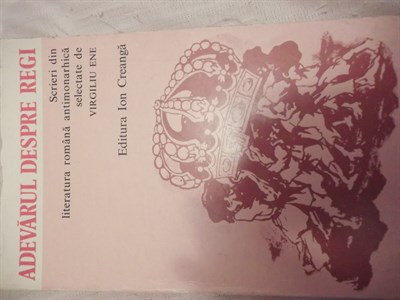 ADEVĂRUL DESPRE REGI
Scrieri din
literatura română antimonarhică
selectate de
VIRGILIU ENE
Editura Ion Creangă